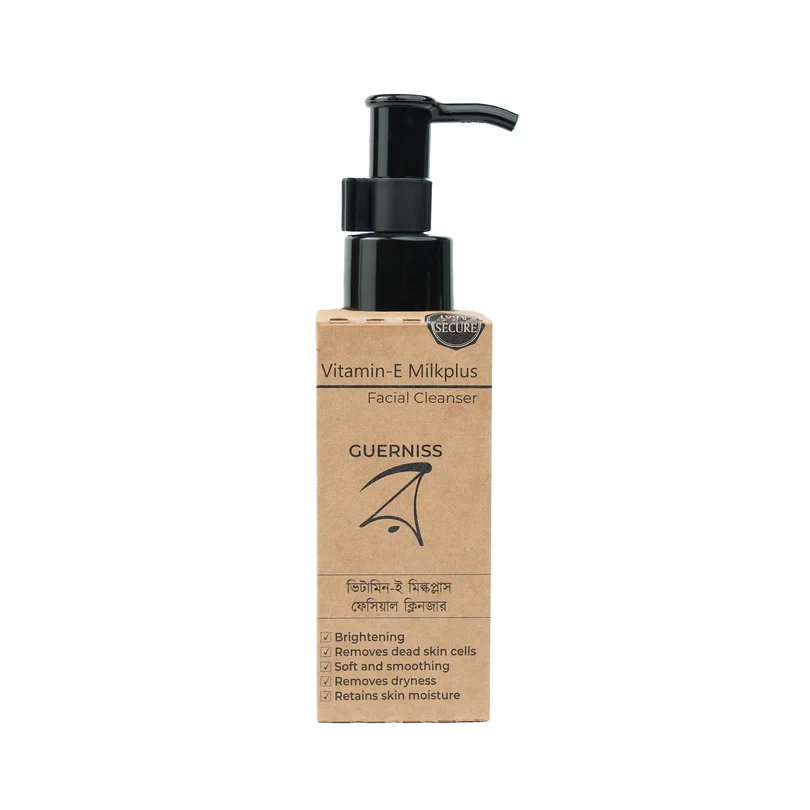 SECURE
Vitamin-E Milkplus
Facial Cleanser
GUERNISS
ভিটামিন-ই মিল্কপ্লাস
ফেসিয়াল ক্লিনজার
☑ Brightening
☑ Removes dead skin cells
☑ Soft and smoothing
☑ Removes dryness
☑ Retains skin moisture